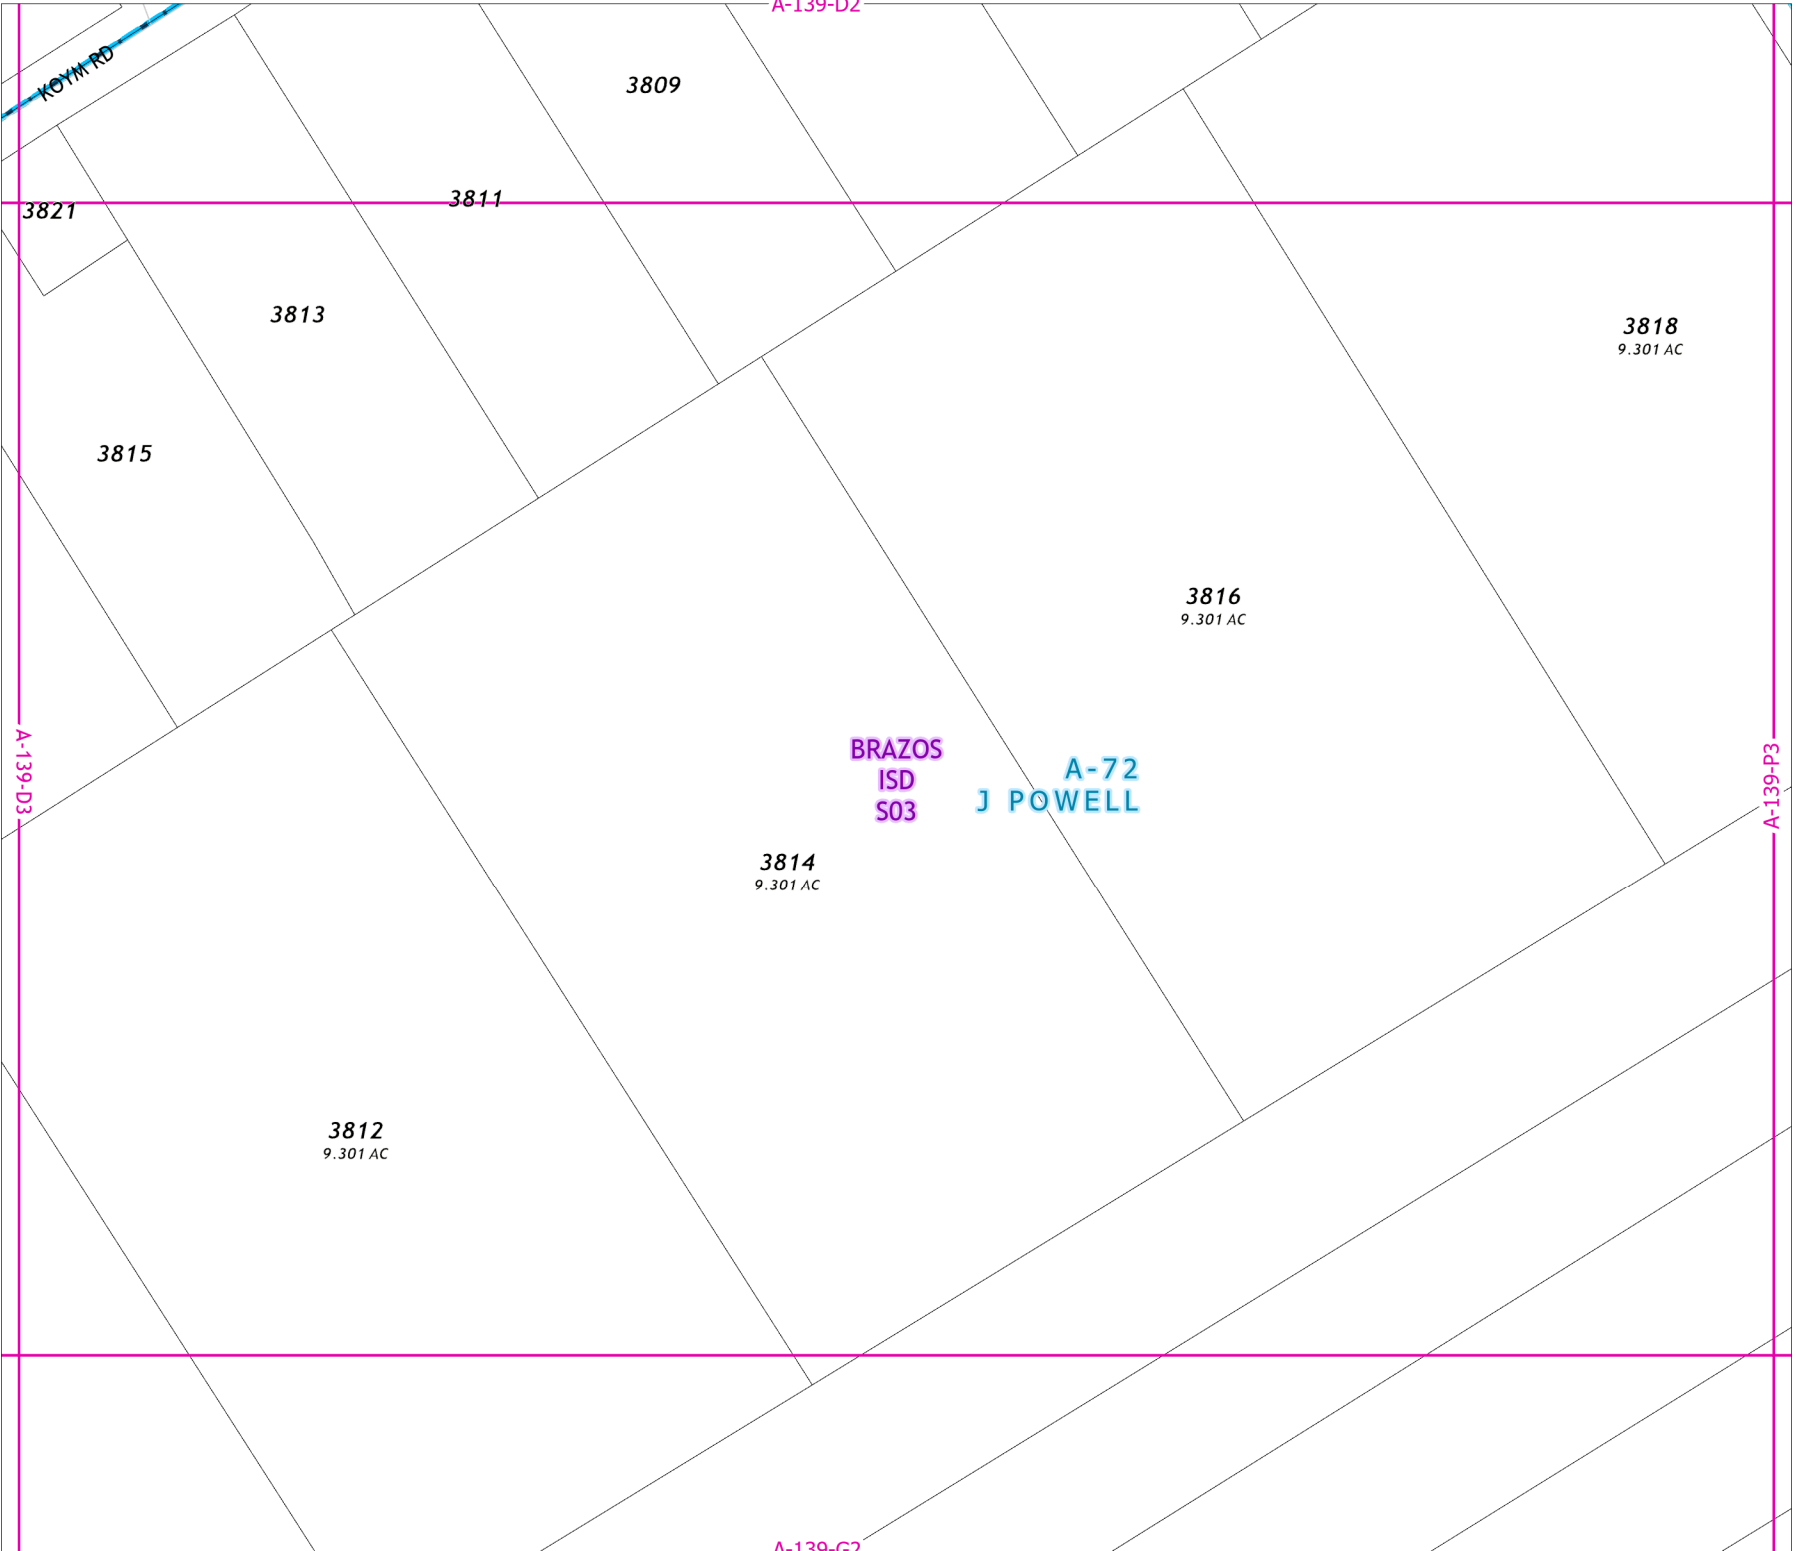 A-139-D2
KOYM RD
3809
3811
3821
3813
3818
9.301 AC
3815
3816
9.301 AC
BRAZOS
ISD
S03
A-72
J POWELL
A-139-D3
A-139-P3
3814
9.301 AC
3812
9.301 AC
A-139-G2